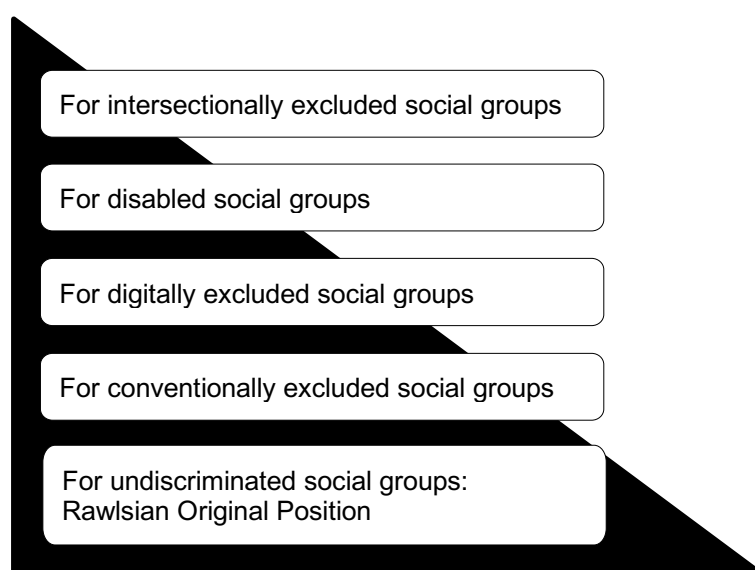 For intersectionally excluded social groups
For disabled social groups
For digitally excluded social groups
For conventionally excluded social groups
For undiscriminated social groups:
Rawlsian Original Position